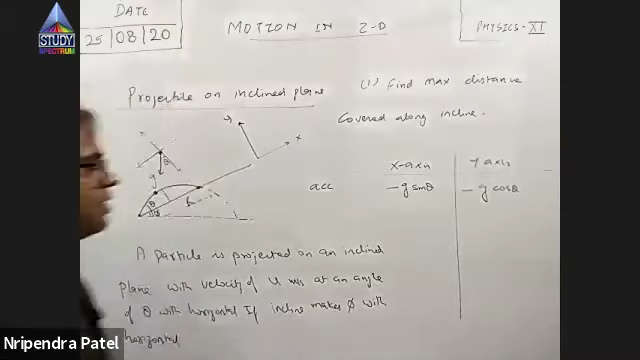 DATE
25/08/20
STUDY
SPECTRUM
MOTION IN 2-D
PHYSICS-XI
Projectile on inclined plane
(1) Find max distance
covered along incline.
y
x
g
θ
x-axis
y axis
acc
-g sinθ
-g cosθ
A particle is projected on an inclined
plane with velocity of u m/s at an angle
of θ with horizontal If incline makes ϕ with
horizontal
Nripendra Patel